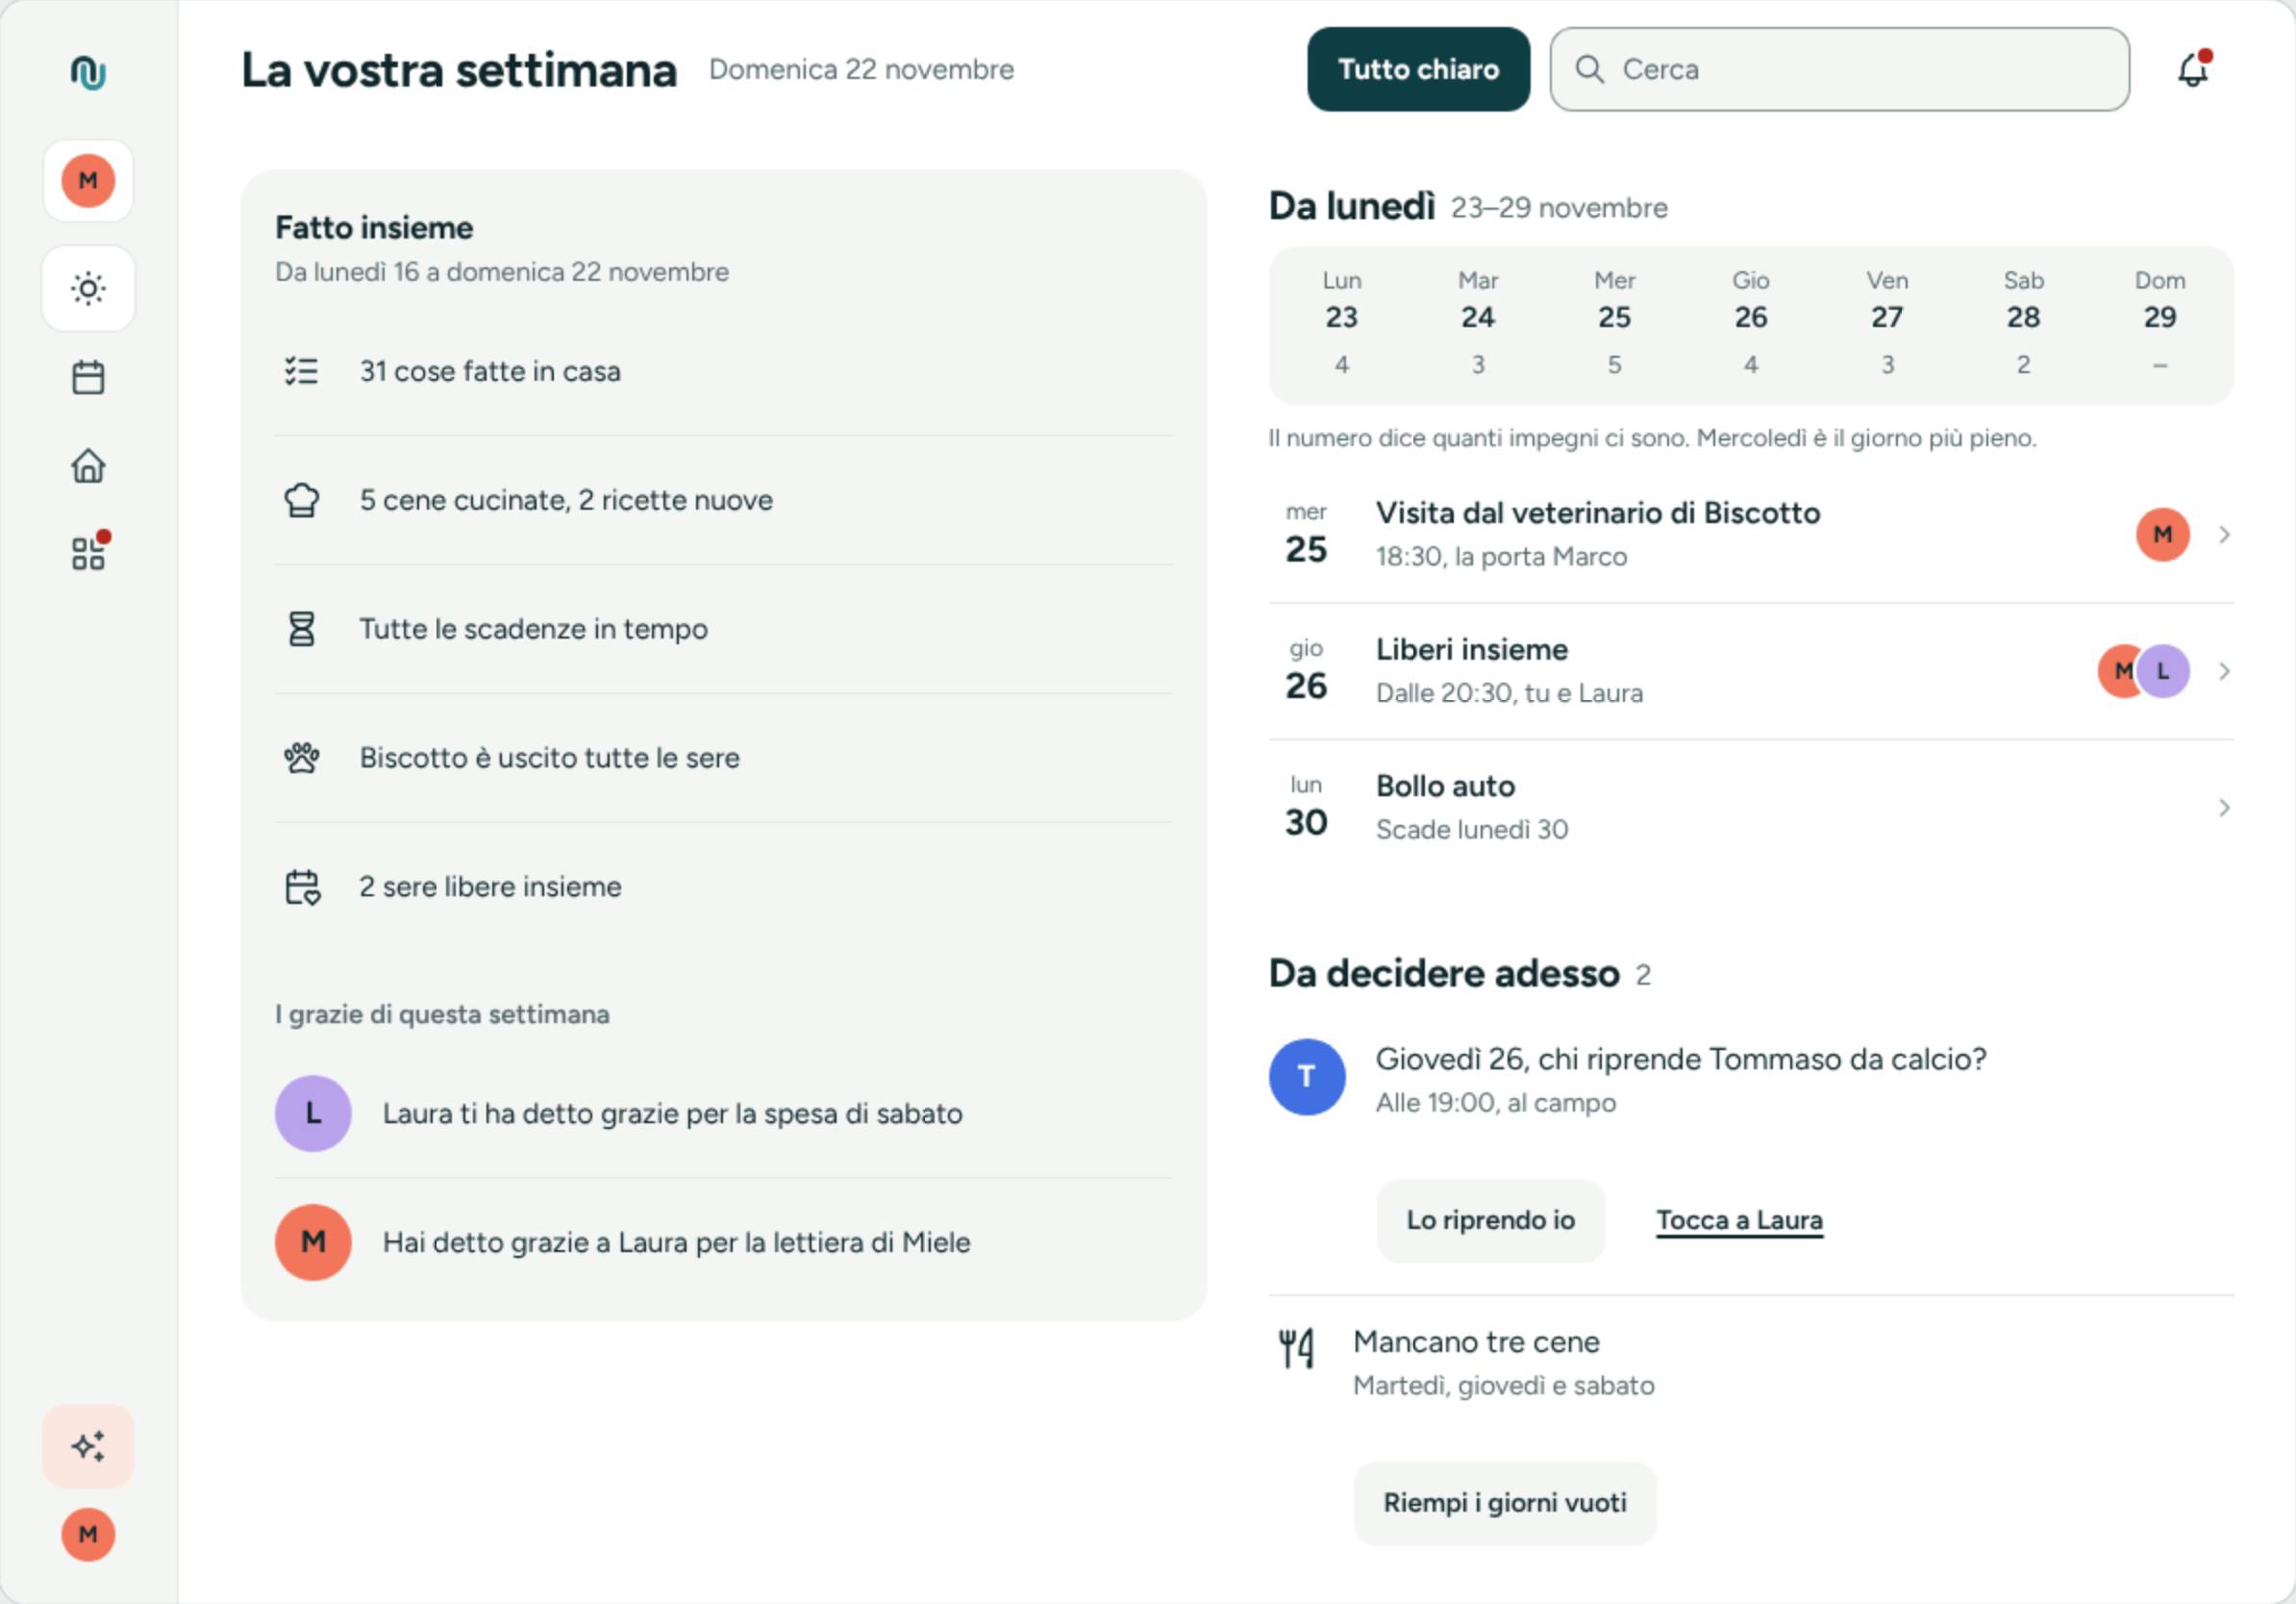 La vostra settimana
Domenica 22 novembre
Tutto chiaro
Cerca
M
Fatto insieme
Da lunedì 16 a domenica 22 novembre
31 cose fatte in casa
5 cene cucinate, 2 ricette nuove
Tutte le scadenze in tempo
Biscotto è uscito tutte le sere
2 sere libere insieme
I grazie di questa settimana
L
Laura ti ha detto grazie per la spesa di sabato
M
Hai detto grazie a Laura per la lettiera di Miele
M
Da lunedì 23–29 novembre
Lun Mar Mer Gio Ven Sab Dom
23 24 25 26 27 28 29
4 3 5 4 3 2 –
Il numero dice quanti impegni ci sono. Mercoledì è il giorno più pieno.
mer
25
Visita dal veterinario di Biscotto
18:30, la porta Marco
M
gio
26
Liberi insieme
Dalle 20:30, tu e Laura
M L
lun
30
Bollo auto
Scade lunedì 30
Da decidere adesso 2
T
Giovedì 26, chi riprende Tommaso da calcio?
Alle 19:00, al campo
Lo riprendo io
Tocca a Laura
Mancano tre cene
Martedì, giovedì e sabato
Riempi i giorni vuoti